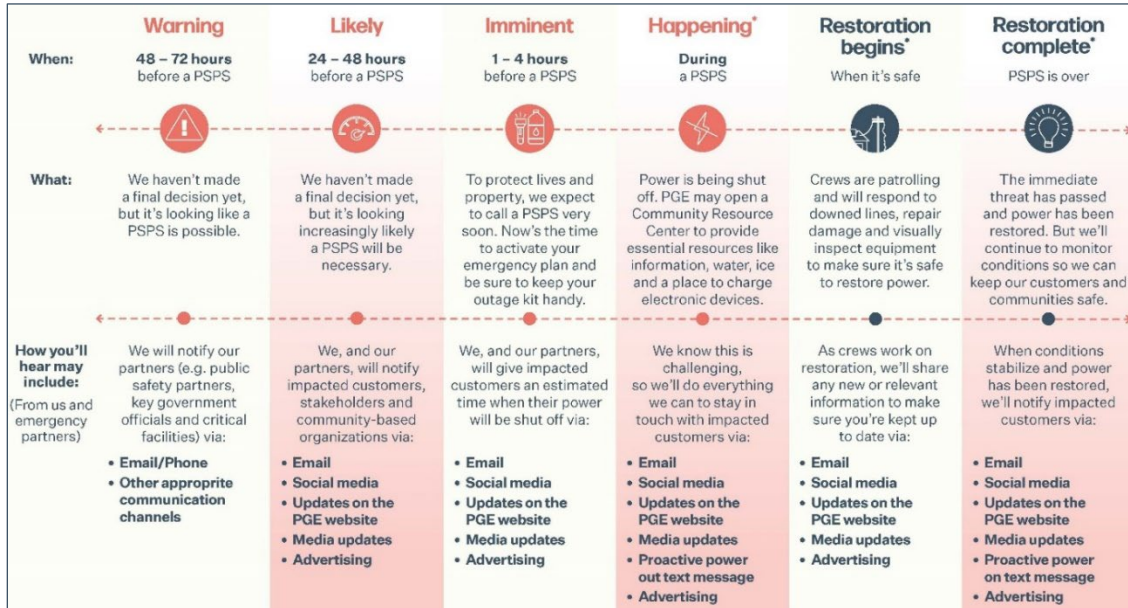 Warning
Likely
Imminent
Happening*
Restoration
begins*
Restoration
complete*
When:
48 – 72 hours
before a PSPS
24 – 48 hours
before a PSPS
1 – 4 hours
before a PSPS
During
a PSPS
When it's safe
PSPS is over
What:
We haven't made
a final decision yet,
but it's looking like a
PSPS is possible.
We haven't made
a final decision yet,
but it's looking
increasingly likely
a PSPS will be
necessary.
To protect lives and
property, we expect
to call a PSPS very
soon. Now's the time
to activate your
emergency plan and
be sure to keep your
outage kit handy.
Power is being shut
off. PGE may open a
Community Resource
Center to provide
essential resources like
information, water, ice
and a place to charge
electronic devices.
Crews are patrolling
and will respond to
downed lines, repair
damage and visually
inspect equipment
to make sure it's safe
to restore power.
The immediate
threat has passed
and power has been
restored. But we'll
continue to monitor
conditions so we can
keep our customers and
communities safe.
How you'll
hear may
include:
(From us and
emergency
partners)
We will notify our
partners (e.g. public
safety partners,
key government
officials and critical
facilities) via:
• Email/Phone
• Other approprite
communication
channels
We, and our
partners, will notify
impacted customers,
stakeholders and
community-based
organizations via:
• Email
• Social media
• Updates on the
PGE website
• Media updates
• Advertising
We, and our partners,
will give impacted
customers an estimated
time when their power
will be shut off via:
• Email
• Social media
• Updates on the
PGE website
• Media updates
• Advertising
We know this is
challenging,
so we'll do everything
we can to stay in
touch with impacted
customers via:
• Email
• Social media
• Updates on the
PGE website
• Media updates
• Proactive power
out text message
• Advertising
As crews work on
restoration, we'll share
any new or relevant
information to make
sure you're kept up
to date via:
• Email
• Social media
• Updates on the
PGE website
• Media updates
• Advertising
When conditions
stabilize and power
has been restored,
we'll notify impacted
customers via:
• Email
• Social media
• Updates on the
PGE website
• Media updates
• Proactive power
on text message
• Advertising